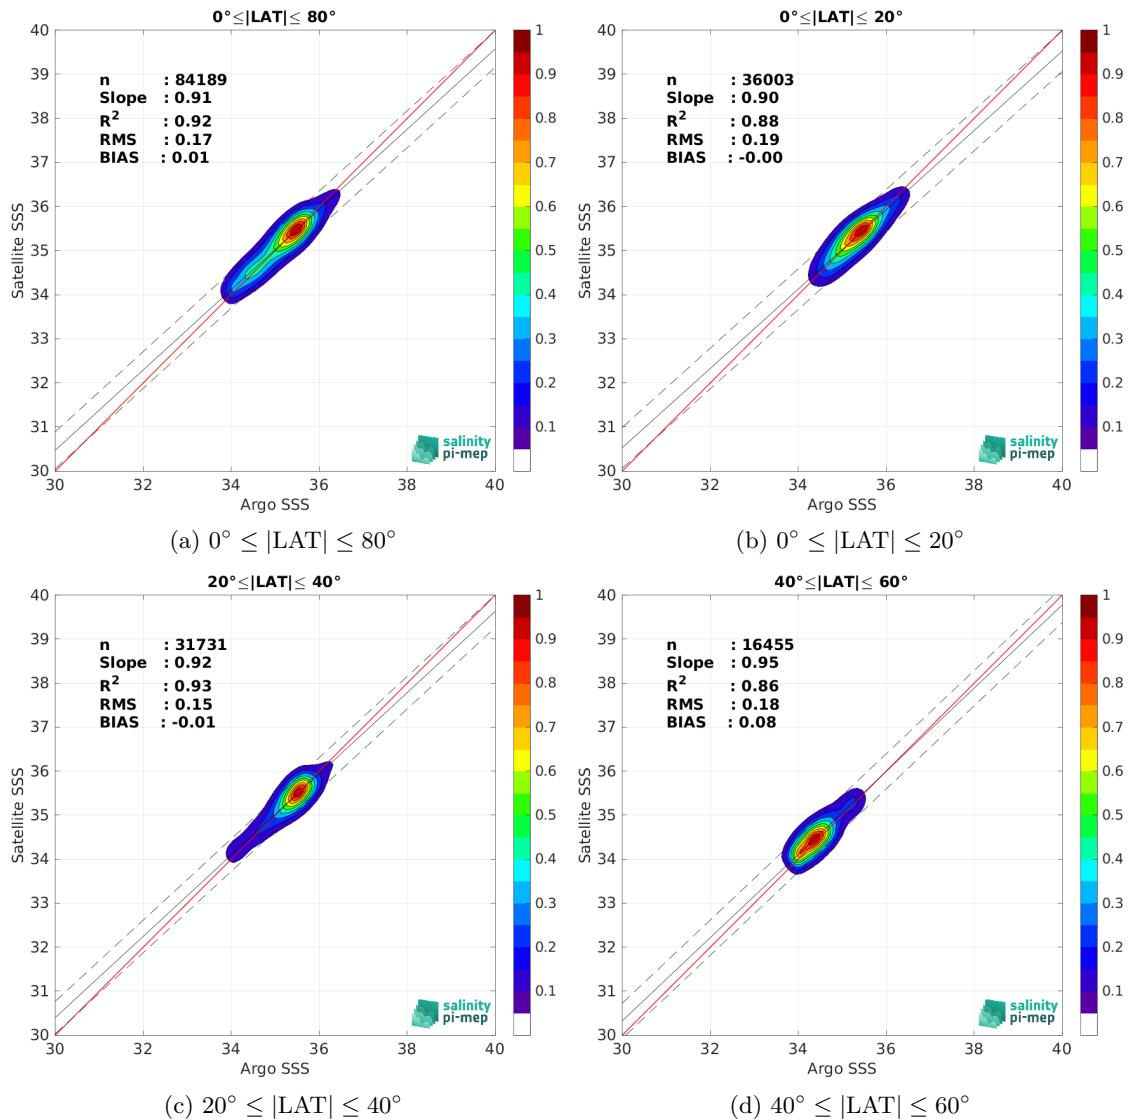 0°≤|LAT|≤ 80°
n : 84189
Slope : 0.91
R² : 0.92
RMS : 0.17
BIAS : 0.01
Satellite SSS
40
39
38
37
36
35
34
33
32
31
30
30 32 34 36 38 40
Argo SSS
1
0.9
0.8
0.7
0.6
0.5
0.4
0.3
0.2
0.1
salinity
pi-mep
(a) 0° ≤ |LAT| ≤ 80°
0°≤|LAT|≤ 20°
n : 36003
Slope : 0.90
R² : 0.88
RMS : 0.19
BIAS : -0.00
Satellite SSS
40
39
38
37
36
35
34
33
32
31
30
30 32 34 36 38 40
Argo SSS
1
0.9
0.8
0.7
0.6
0.5
0.4
0.3
0.2
0.1
salinity
pi-mep
(b) 0° ≤ |LAT| ≤ 20°
20°≤|LAT|≤ 40°
n : 31731
Slope : 0.92
R² : 0.93
RMS : 0.15
BIAS : -0.01
Satellite SSS
40
39
38
37
36
35
34
33
32
31
30
30 32 34 36 38 40
Argo SSS
1
0.9
0.8
0.7
0.6
0.5
0.4
0.3
0.2
0.1
salinity
pi-mep
(c) 20° ≤ |LAT| ≤ 40°
40°≤|LAT|≤ 60°
n : 16455
Slope : 0.95
R² : 0.86
RMS : 0.18
BIAS : 0.08
Satellite SSS
40
39
38
37
36
35
34
33
32
31
30
30 32 34 36 38 40
Argo SSS
1
0.9
0.8
0.7
0.6
0.5
0.4
0.3
0.2
0.1
salinity
pi-mep
(d) 40° ≤ |LAT| ≤ 60°